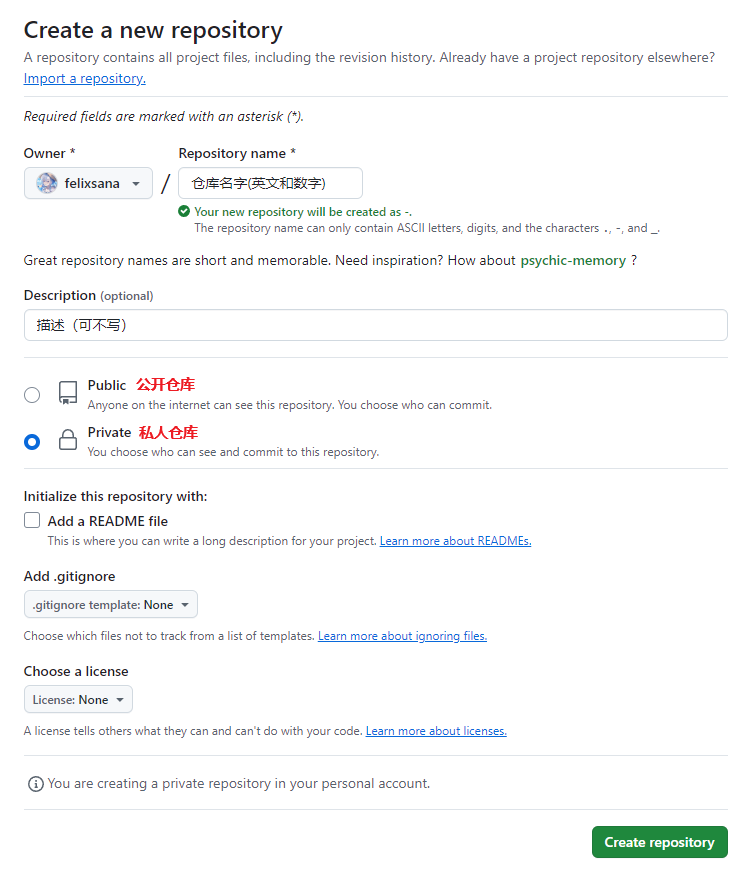 Create a new repository
A repository contains all project files, including the revision history. Already have a project repository elsewhere?
Import a repository.
Required fields are marked with an asterisk (*).
Owner * Repository name *
felixsana / 仓库名字(英文和数字)
Your new repository will be created as -.
The repository name can only contain ASCII letters, digits, and the characters ., -, and _.
Great repository names are short and memorable. Need inspiration? How about psychic-memory ?
Description (optional)
描述（可不写）
Public 公开仓库
Anyone on the internet can see this repository. You choose who can commit.
Private 私人仓库
You choose who can see and commit to this repository.
Initialize this repository with:
Add a README file
This is where you can write a long description for your project. Learn more about READMEs.
Add .gitignore
.gitignore template: None
Choose which files not to track from a list of templates. Learn more about ignoring files.
Choose a license
License: None
A license tells others what they can and can't do with your code. Learn more about licenses.
You are creating a private repository in your personal account.
Create repository